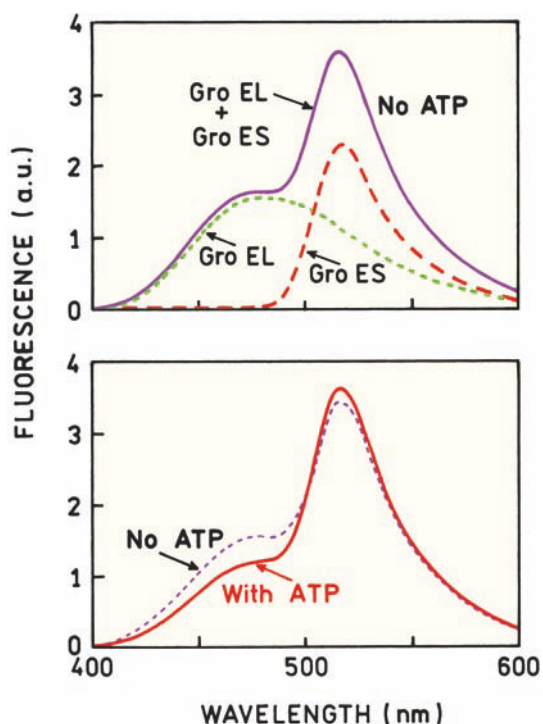 4
3
2
1
0
Gro EL
+
Gro ES
No ATP
Gro EL
Gro ES
FLUORESCENCE (a.u.)
4
3
2
1
0
No ATP
With ATP
400
500
600
WAVELENGTH (nm)